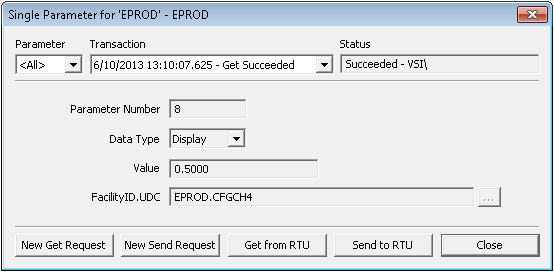 Single Parameter for 'EPROD' - EPROD
Parameter Transaction Status
<All> 6/10/2013 13:10:07.625 - Get Succeeded Succeeded - VSI\
Parameter Number 8
Data Type Display
Value 0.5000
FacilityID.UDC EPROD.CFGCH4 ...
New Get Request New Send Request Get from RTU Send to RTU Close